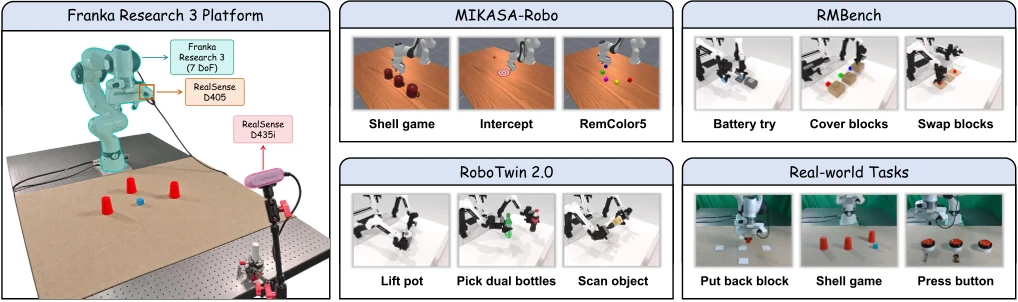 Franka Research 3 Platform
Franka
Research 3
(7 DoF)
RealSense
D405
RealSense
D435i
MIKASA-Robo
Shell game
Intercept
RemColor5
RMBench
Battery try
Cover blocks
Swap blocks
RoboTwin 2.0
Lift pot
Pick dual bottles
Scan object
Real-world Tasks
Put back block
Shell game
Press button